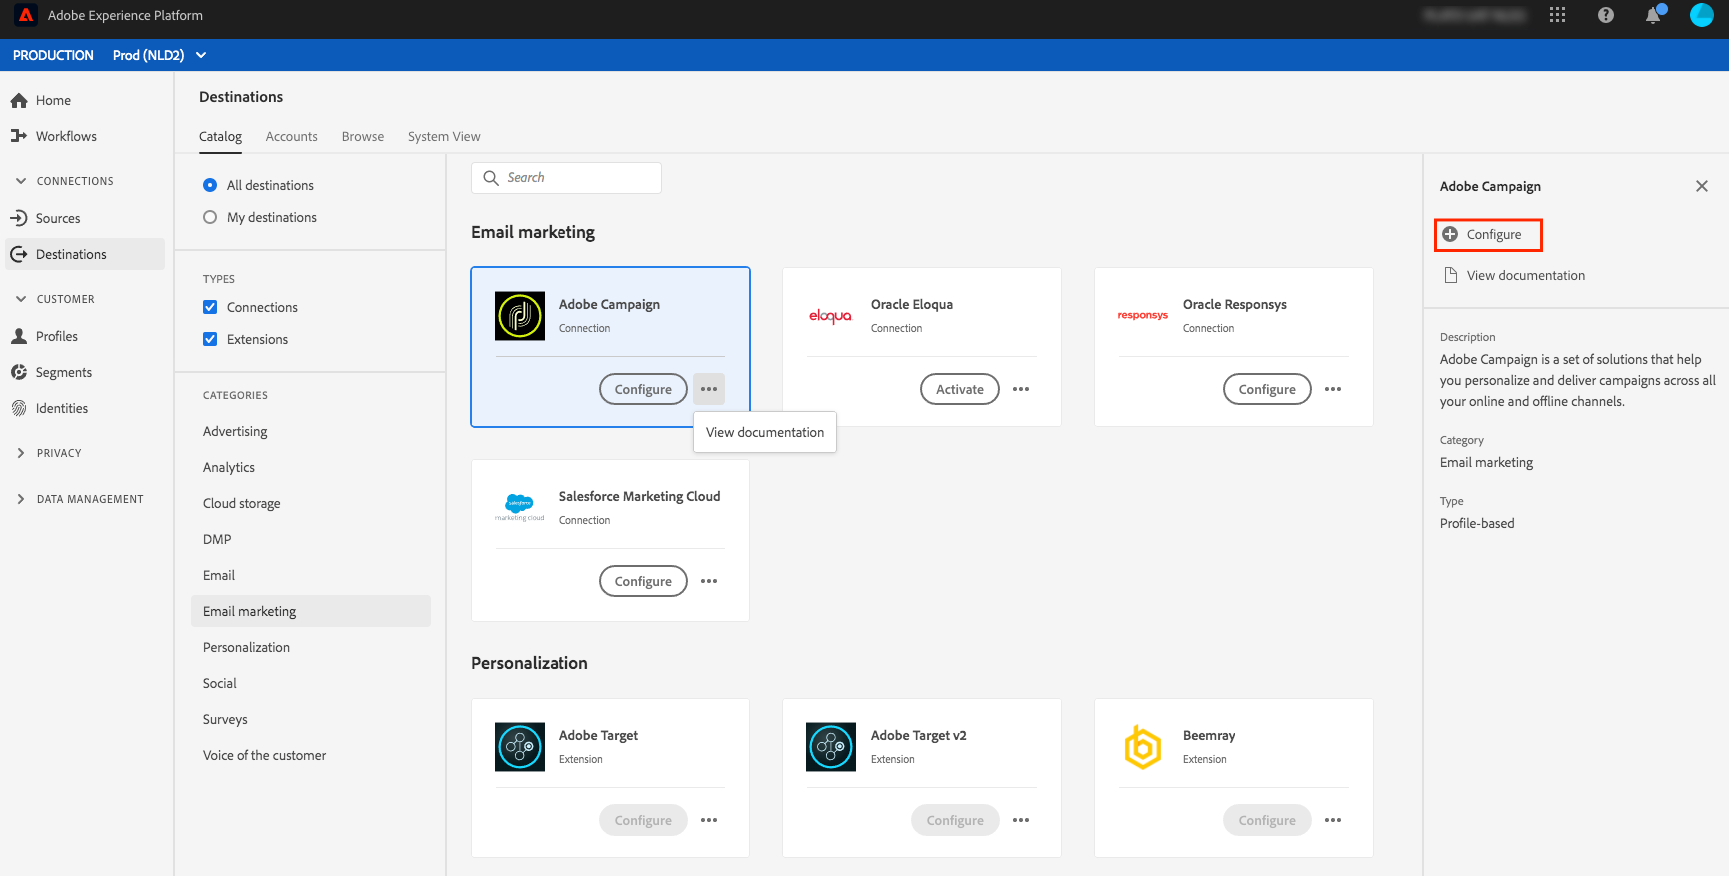 Adobe Experience Platform
PRODUCTION Prod (NLD2)
Home
Workflows
CONNECTIONS
Sources
Destinations
CUSTOMER
Profiles
Segments
Identities
PRIVACY
DATA MANAGEMENT
Destinations
Catalog Accounts Browse System View
All destinations
My destinations
TYPES
Connections
Extensions
CATEGORIES
Advertising
Analytics
Cloud storage
DMP
Email
Email marketing
Personalization
Social
Surveys
Voice of the customer
Search
Email marketing
Adobe Campaign
Connection
Configure
View documentation
eloqua
Oracle Eloqua
Connection
Activate
responsys
Oracle Responsys
Connection
Configure
salesforce
marketing cloud
Salesforce Marketing Cloud
Connection
Configure
Personalization
Adobe Target
Extension
Configure
Adobe Target v2
Extension
Configure
Beemray
Extension
Configure
Adobe Campaign
Configure
View documentation
Description
Adobe Campaign is a set of solutions that help
you personalize and deliver campaigns across all
your online and offline channels.
Category
Email marketing
Type
Profile-based